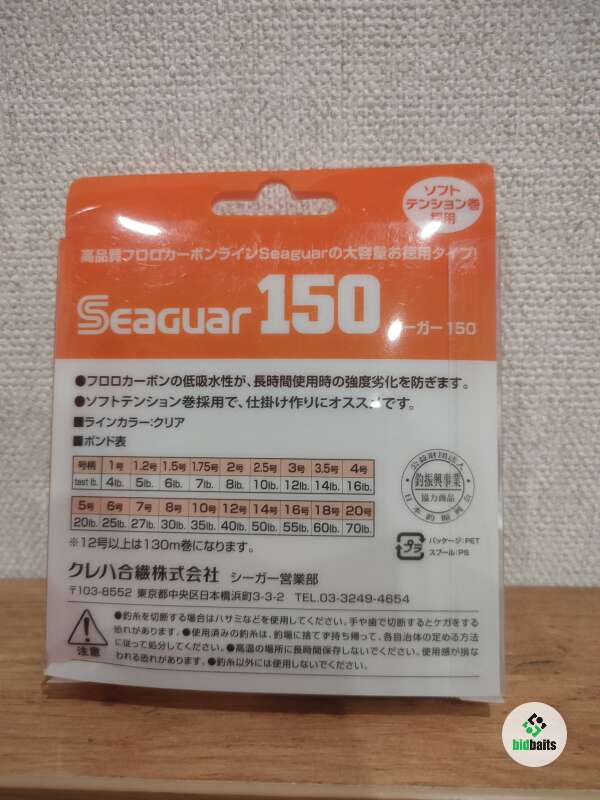 ソフト
テンション巻
採用
高品質フロロカーボンラインSeaguarの大容量お徳用タイプ
Seaguar 150 シーガー150
●フロロカーボンの低吸水性が、長時間使用時の強度劣化を防ぎます。
●ソフトテンション巻採用で、仕掛け作りにオススメです。
■ラインカラー:クリア
■ポンド表
号柄 1号 1.2号 1.5号 1.75号 2号 2.5号 3号 3.5号 4号
test lb. 4lb. 5lb. 6lb. 7lb. 8lb. 10lb. 12lb. 14lb. 16lb.
5号 6号 7号 8号 10号 12号 14号 16号 18号 20号
20lb. 25lb. 27lb. 30lb. 35lb. 40lb. 50lb. 55lb. 60lb. 70lb.
※12号以上は130m巻になります。
公益財団法人
釣振興事業
協力商品
日本釣振興会
プラ
パッケージ:PET
スプール:PS
クレハ合繊株式会社 シーガー営業部
〒103-8552 東京都中央区日本橋浜町3-3-2 TEL.03-3249-4654
注意
●釣糸を切断する場合はハサミなどを使用してください。手や歯で切断するとケガをする
恐れがあります。●使用済みの釣糸は、釣場に捨てず持ち帰って、各自治体の定める方法
に従って処分してください。●高温の場所に長時間保存しないでください。使用感が損な
われる恐れがあります。●釣糸以外には使用しないでください。
bidbaits